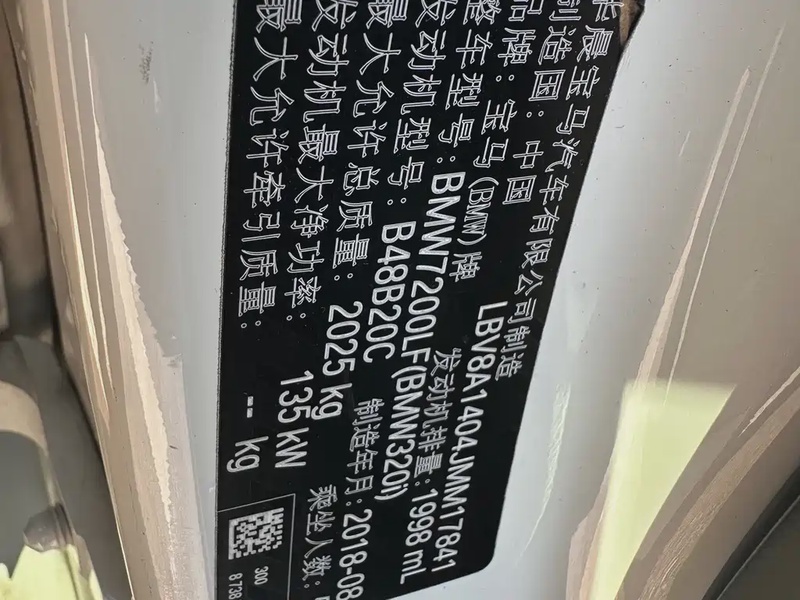 华晨宝马汽车有限公司制造
制造国:中国 LBV8A1404JMM17841
品牌:宝马(BMW)牌 发动机排量:1998 mL
整车型号:BMW7200LF(BMW320i)
发动机型号:B48B20C 制造年月:2018-08
最大允许总质量:2025 kg 乘坐人数:
发动机最大净功率:135 kW
最大允许牵引质量:-- kg
300
8738